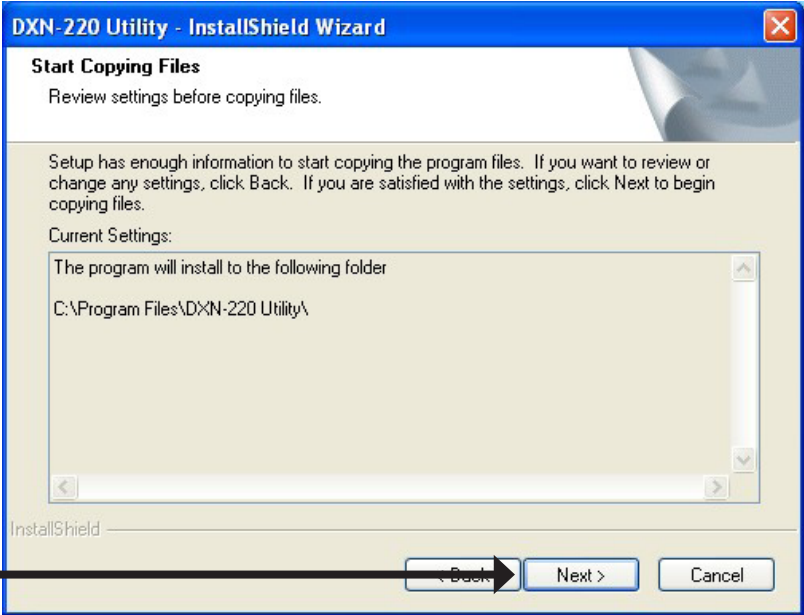 DXN-220 Utility - InstallShield Wizard
Start Copying Files
Review settings before copying files.
Setup has enough information to start copying the program files. If you want to review or
change any settings, click Back. If you are satisfied with the settings, click Next to begin
copying files.
Current Settings:
The program will install to the following folder
C:\Program Files\DXN-220 Utility\
InstallShield
< Back Next > Cancel